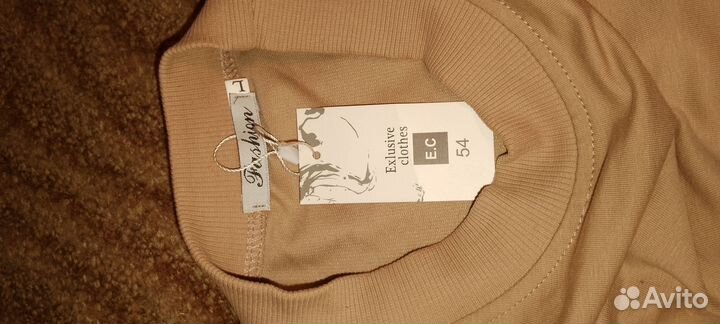 L
Fashion
Exlusive
clothes
E.C
54
Avito